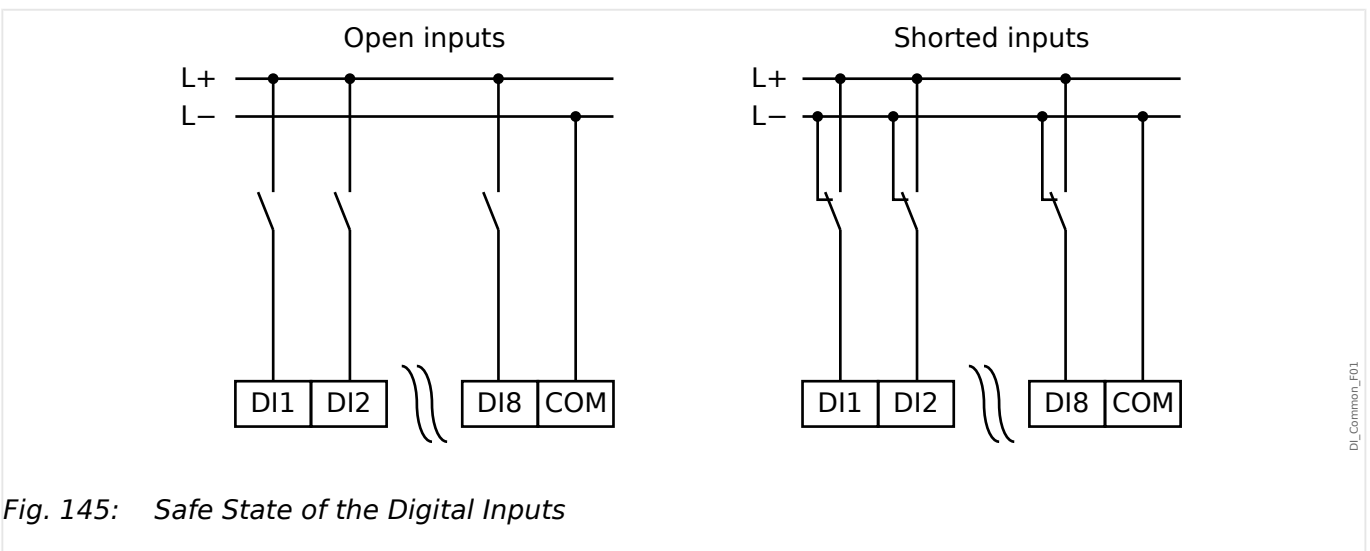 Open inputs
Shorted inputs
L+
L−
L+
L−
DI1 DI2 DI8 COM
DI1 DI2 DI8 COM
DI_Common_F01
Fig. 145: Safe State of the Digital Inputs